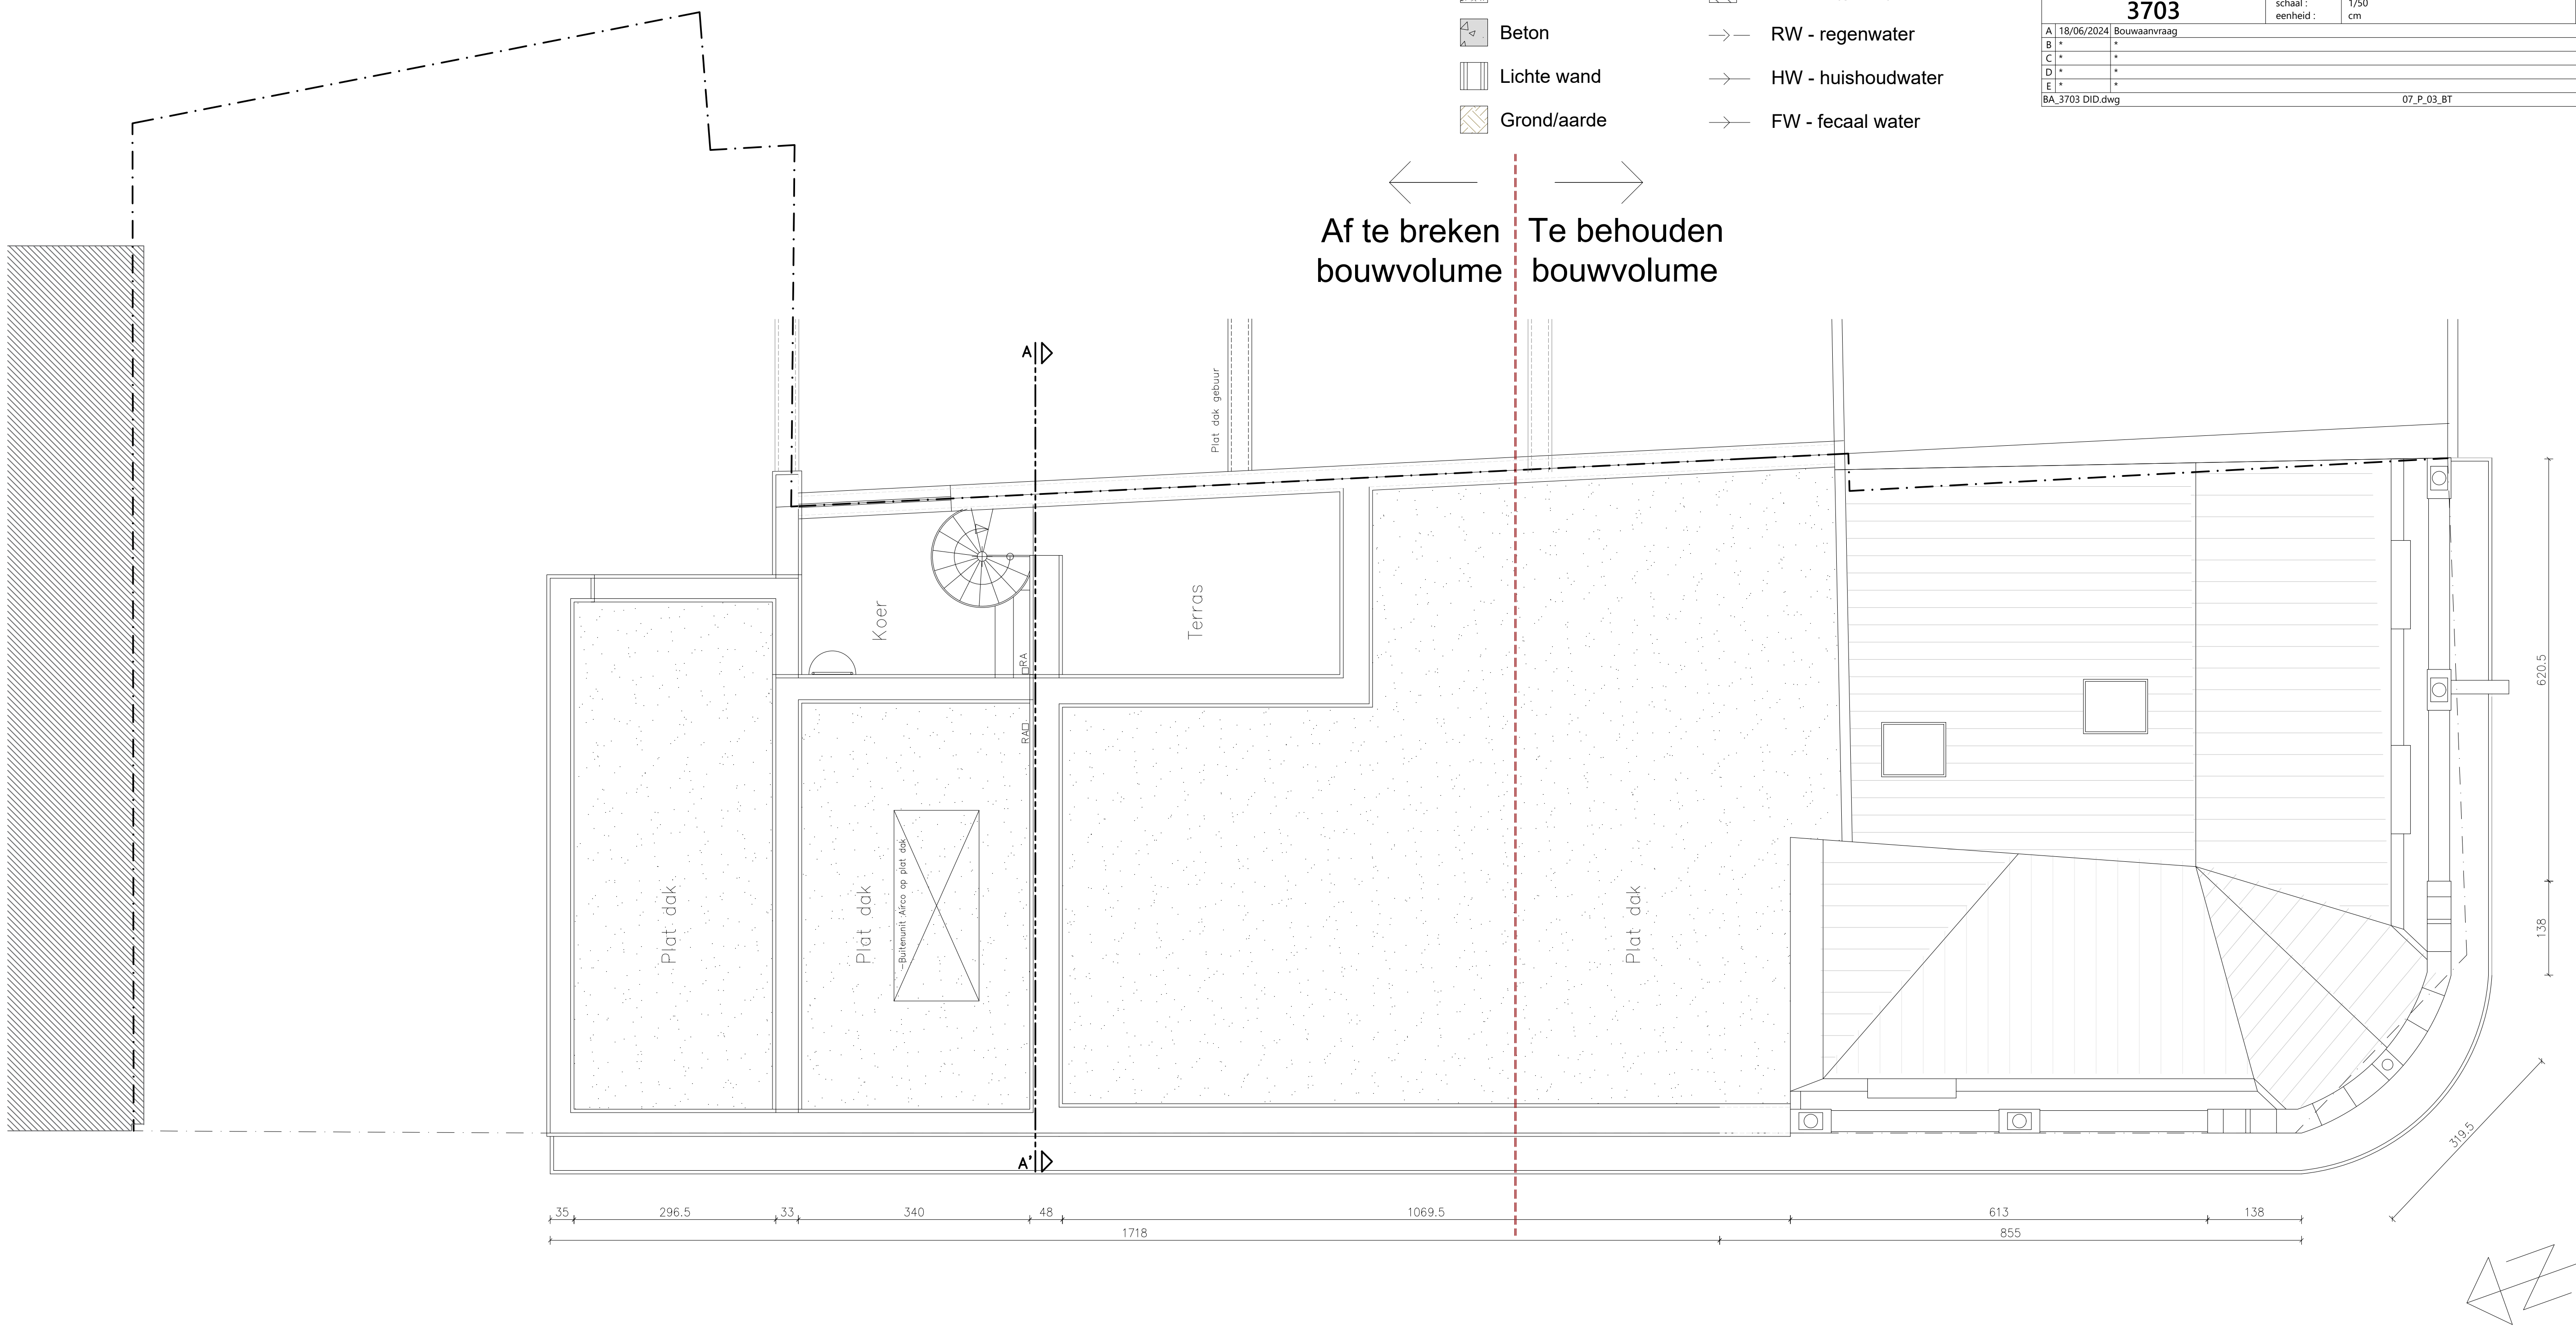 Beton
Lichte wand
Grond/aarde
RW - regenwater
HW - huishoudwater
FW - fecaal water
3703
schaal : 1/50
eenheid : cm
A 18/06/2024 Bouwaanvraag
B * *
C * *
D * *
E * *
BA_3703 DID.dwg 07_P_03_BT
Af te breken
bouwvolume
Te behouden
bouwvolume
A
Plat dak gebuur
Koer
Terras
RA
RA
Plat dak
Plat dak
Buitenunit Airco op plat dak
Plat dak
A'
620.5
138
319.5
35 296.5 33 340 48 1069.5 613 138
1718 855